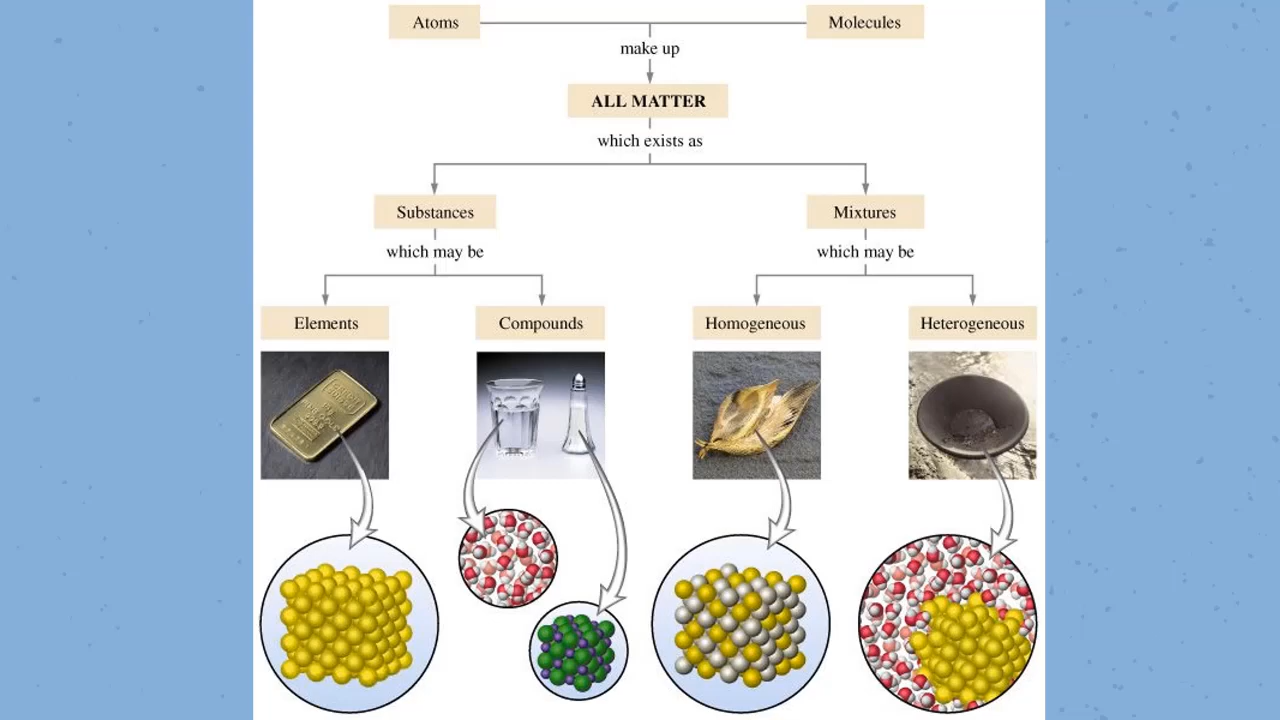 Atoms
Molecules
make up
ALL MATTER
which exists as
Substances
Mixtures
which may be
which may be
Elements
Compounds
Homogeneous
Heterogeneous